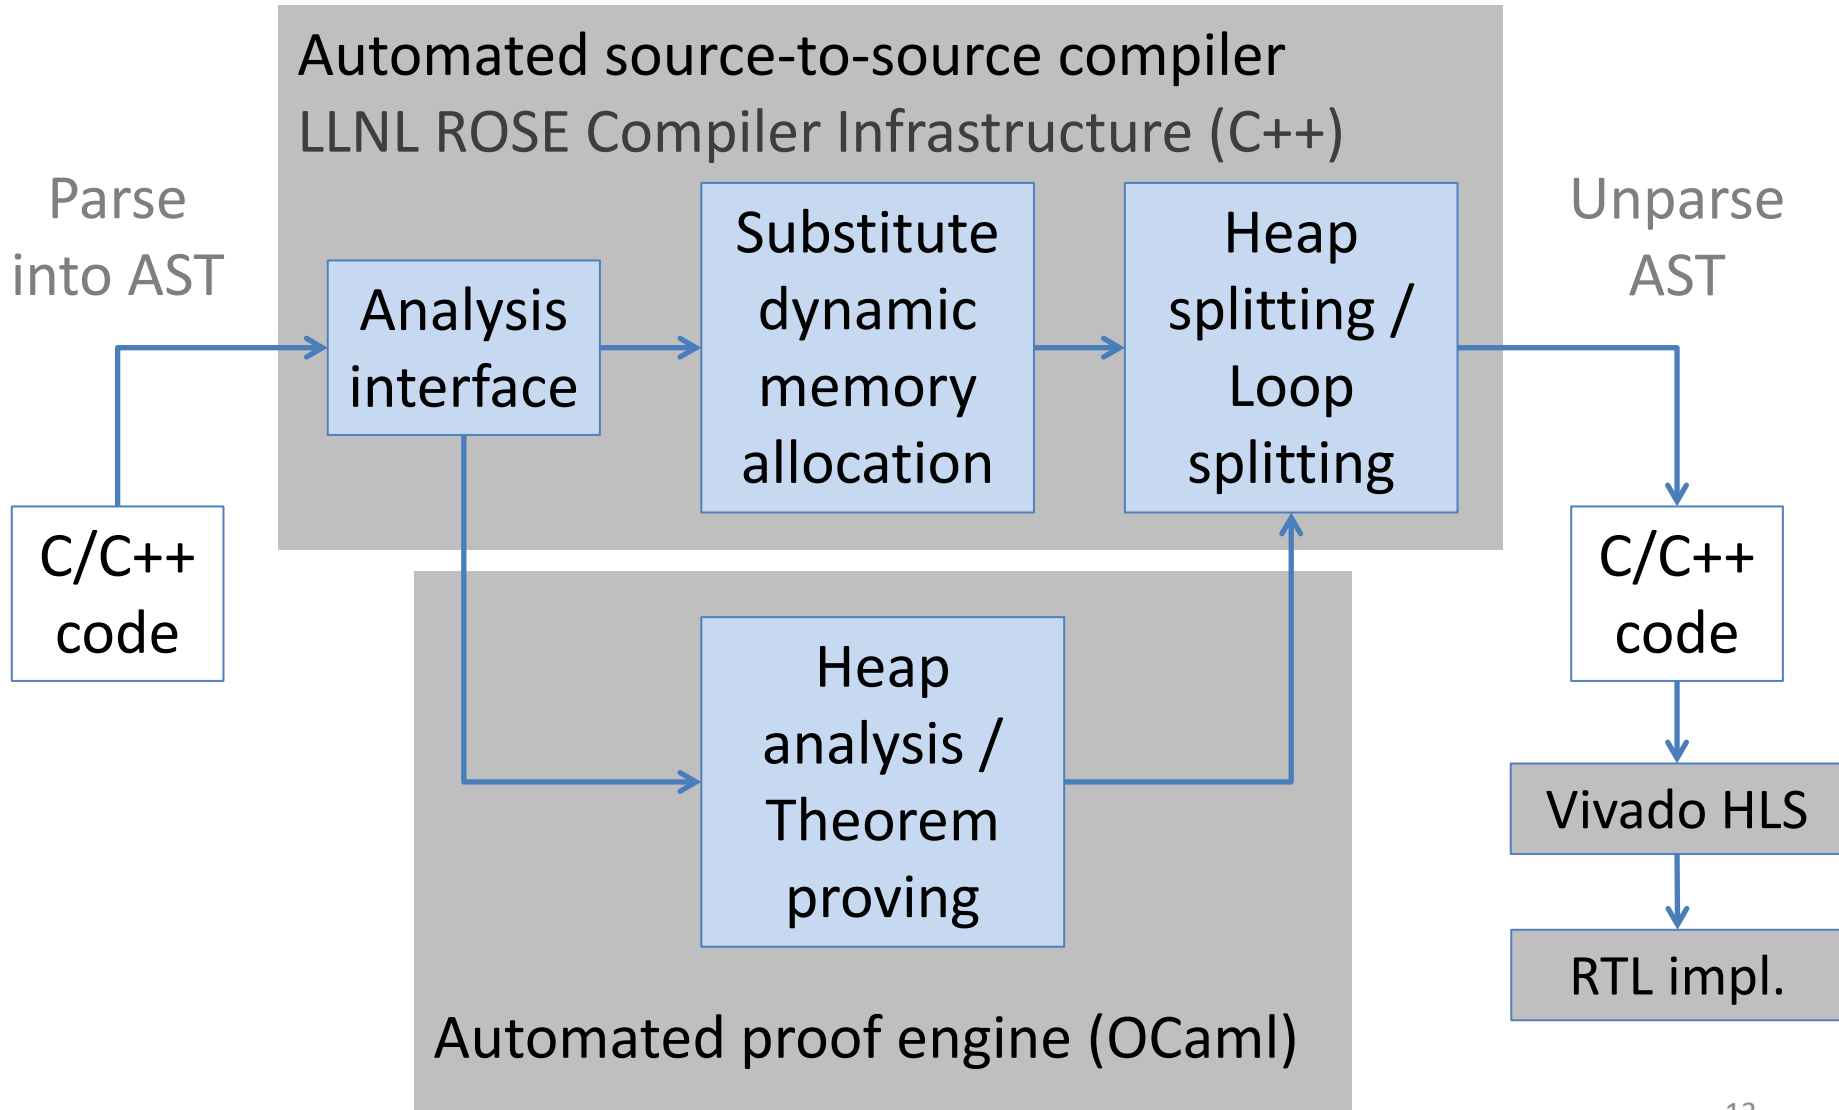 Automated source-to-source compiler
LLNL ROSE Compiler Infrastructure (C++)
Parse
into AST
Unparse
AST
Analysis
interface
Substitute
dynamic
memory
allocation
Heap
splitting /
Loop
splitting
C/C++
code
C/C++
code
Heap
analysis /
Theorem
proving
Vivado HLS
RTL impl.
Automated proof engine (OCaml)